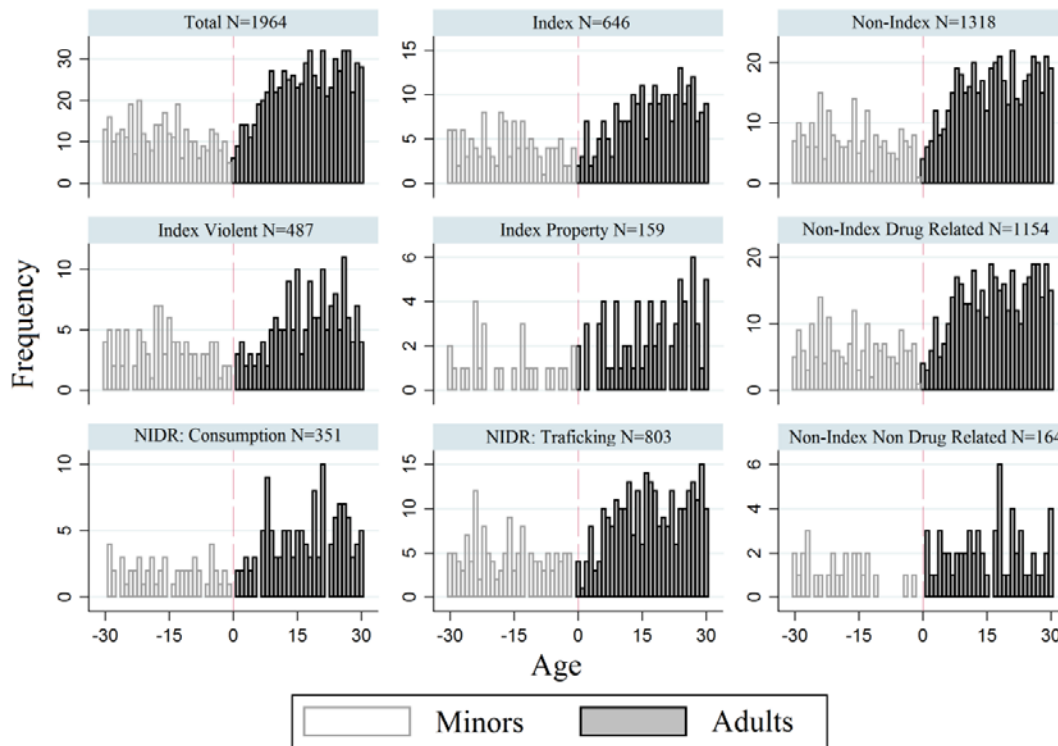 Total N=1964
Index N=646
Non-Index N=1318
30
20
10
0
15
10
5
0
20
10
0
Index Violent N=487
Index Property N=159
Non-Index Drug Related N=1154
10
5
0
6
4
2
0
20
10
0
NIDR: Consumption N=351
NIDR: Traficking N=803
Non-Index Non Drug Related N=164
10
5
0
15
10
5
0
6
4
2
0
-30 -15 0 15 30
-30 -15 0 15 30
-30 -15 0 15 30
Frequency
Age
Minors
Adults